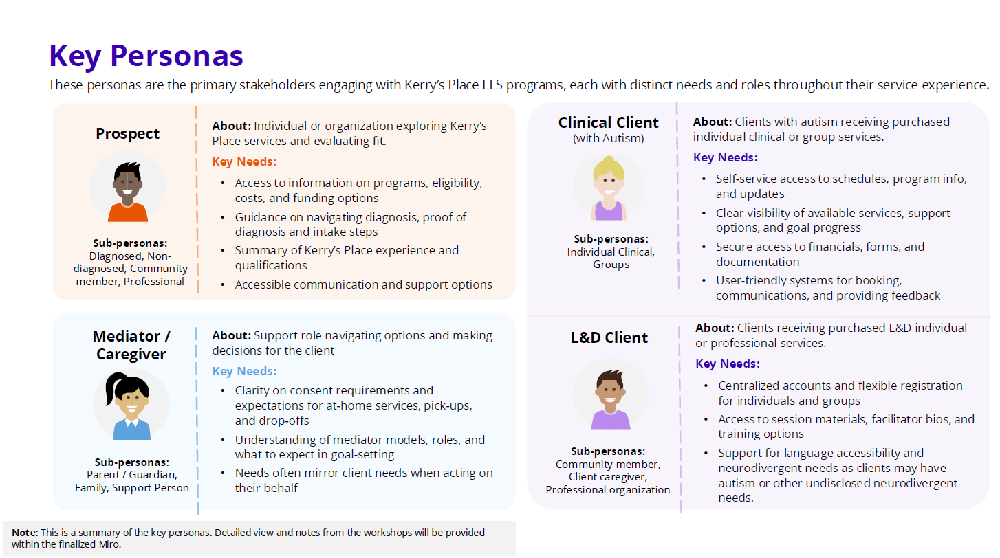 Key Personas
These personas are the primary stakeholders engaging with Kerry's Place FFS programs, each with distinct needs and roles throughout their service experience.
Prospect
Sub-personas:
Diagnosed, Non-
diagnosed, Community
member, Professional
About: Individual or organization exploring Kerry's
Place services and evaluating fit.
Key Needs:
• Access to information on programs, eligibility,
costs, and funding options
• Guidance on navigating diagnosis, proof of
diagnosis and intake steps
• Summary of Kerry's Place experience and
qualifications
• Accessible communication and support options
Clinical Client
(with Autism)
Sub-personas:
Individual Clinical,
Groups
About: Clients with autism receiving purchased
individual clinical or group services.
Key Needs:
• Self-service access to schedules, program info,
and updates
• Clear visibility of available services, support
options, and goal progress
• Secure access to financials, forms, and
documentation
• User-friendly systems for booking,
communications, and providing feedback
Mediator /
Caregiver
Sub-personas:
Parent / Guardian,
Family, Support Person
About: Support role navigating options and making
decisions for the client
Key Needs:
• Clarity on consent requirements and
expectations for at-home services, pick-ups,
and drop-offs
• Understanding of mediator models, roles, and
what to expect in goal-setting
• Needs often mirror client needs when acting on
their behalf
L&D Client
Sub-personas:
Community member,
Client caregiver,
Professional organization
About: Clients receiving purchased L&D individual
or professional services.
Key Needs:
• Centralized accounts and flexible registration
for individuals and groups
• Access to session materials, facilitator bios, and
training options
• Support for language accessibility and
neurodivergent needs as clients may have
autism or other undisclosed neurodivergent
needs.
Note: This is a summary of the key personas. Detailed view and notes from the workshops will be provided
within the finalized Miro.